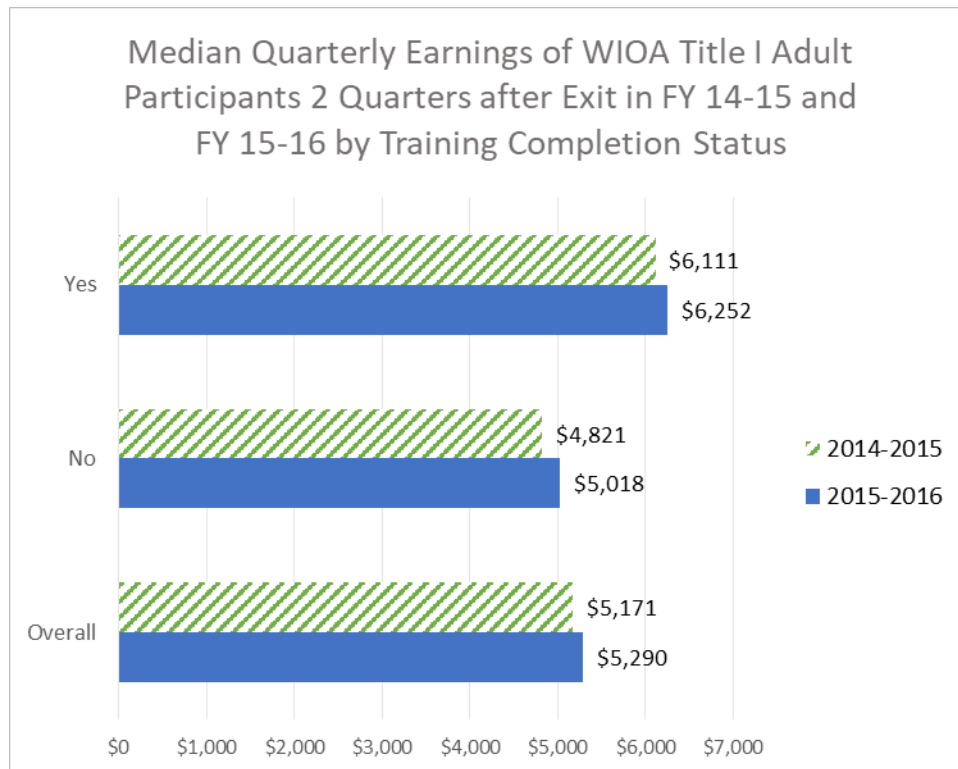 Median Quarterly Earnings of WIOA Title I Adult
Participants 2 Quarters after Exit in FY 14-15 and
FY 15-16 by Training Completion Status
Yes
$6,111
$6,252
No
$4,821
$5,018
Overall
$5,171
$5,290
2014-2015
2015-2016
$0 $1,000 $2,000 $3,000 $4,000 $5,000 $6,000 $7,000